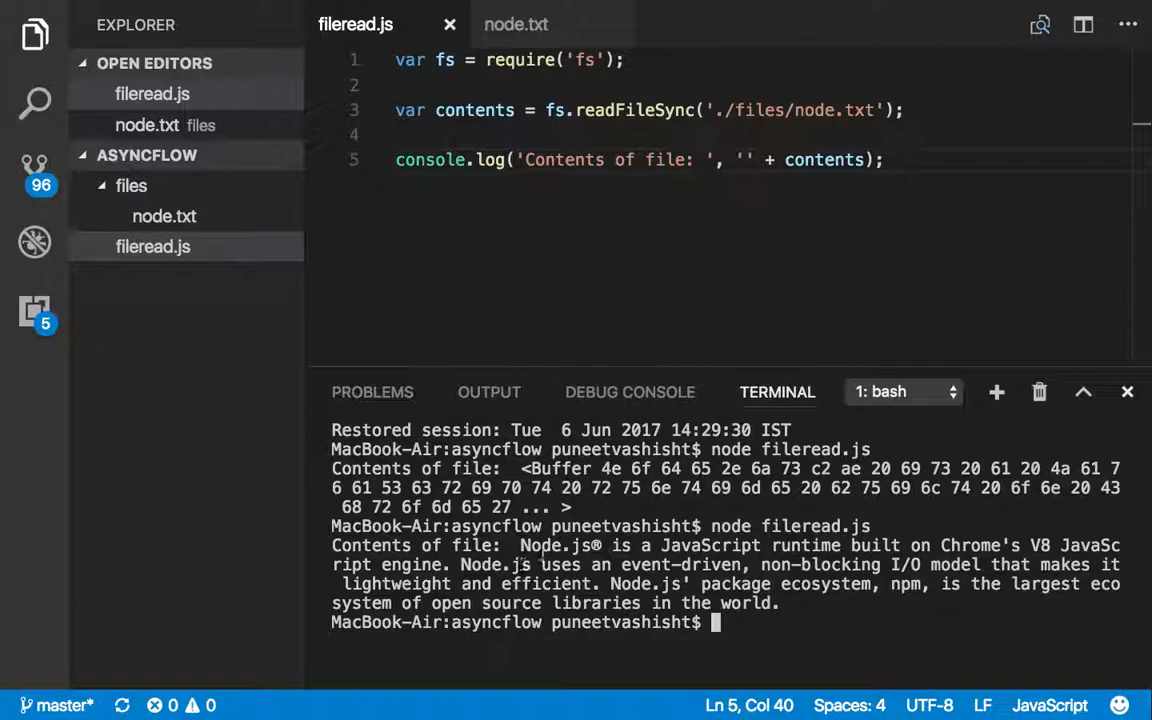 EXPLORER
OPEN EDITORS
fileread.js
node.txt files
ASYNCFLOW
files
node.txt
fileread.js
96
5
fileread.js
node.txt
1 var fs = require('fs');
2
3 var contents = fs.readFileSync('./files/node.txt');
4
5 console.log('Contents of file: ', '' + contents);
PROBLEMS OUTPUT DEBUG CONSOLE TERMINAL 1: bash
Restored session: Tue  6 Jun 2017 14:29:30 IST
MacBook-Air:asyncflow puneetvashisht$ node fileread.js
Contents of file:  <Buffer 4e 6f 64 65 2e 6a 73 c2 ae 20 69 73 20 61 20 4a 61 7
6 61 53 63 72 69 70 74 20 72 75 6e 74 69 6d 65 20 62 75 69 6c 74 20 6f 6e 20 43
68 72 6f 6d 65 27 ... >
MacBook-Air:asyncflow puneetvashisht$ node fileread.js
Contents of file:  Node.js® is a JavaScript runtime built on Chrome's V8 JavaSc
ript engine. Node.js uses an event-driven, non-blocking I/O model that makes it
lightweight and efficient. Node.js' package ecosystem, npm, is the largest eco
system of open source libraries in the world.
MacBook-Air:asyncflow puneetvashisht$
master* 0 0 Ln 5, Col 40 Spaces: 4 UTF-8 LF JavaScript